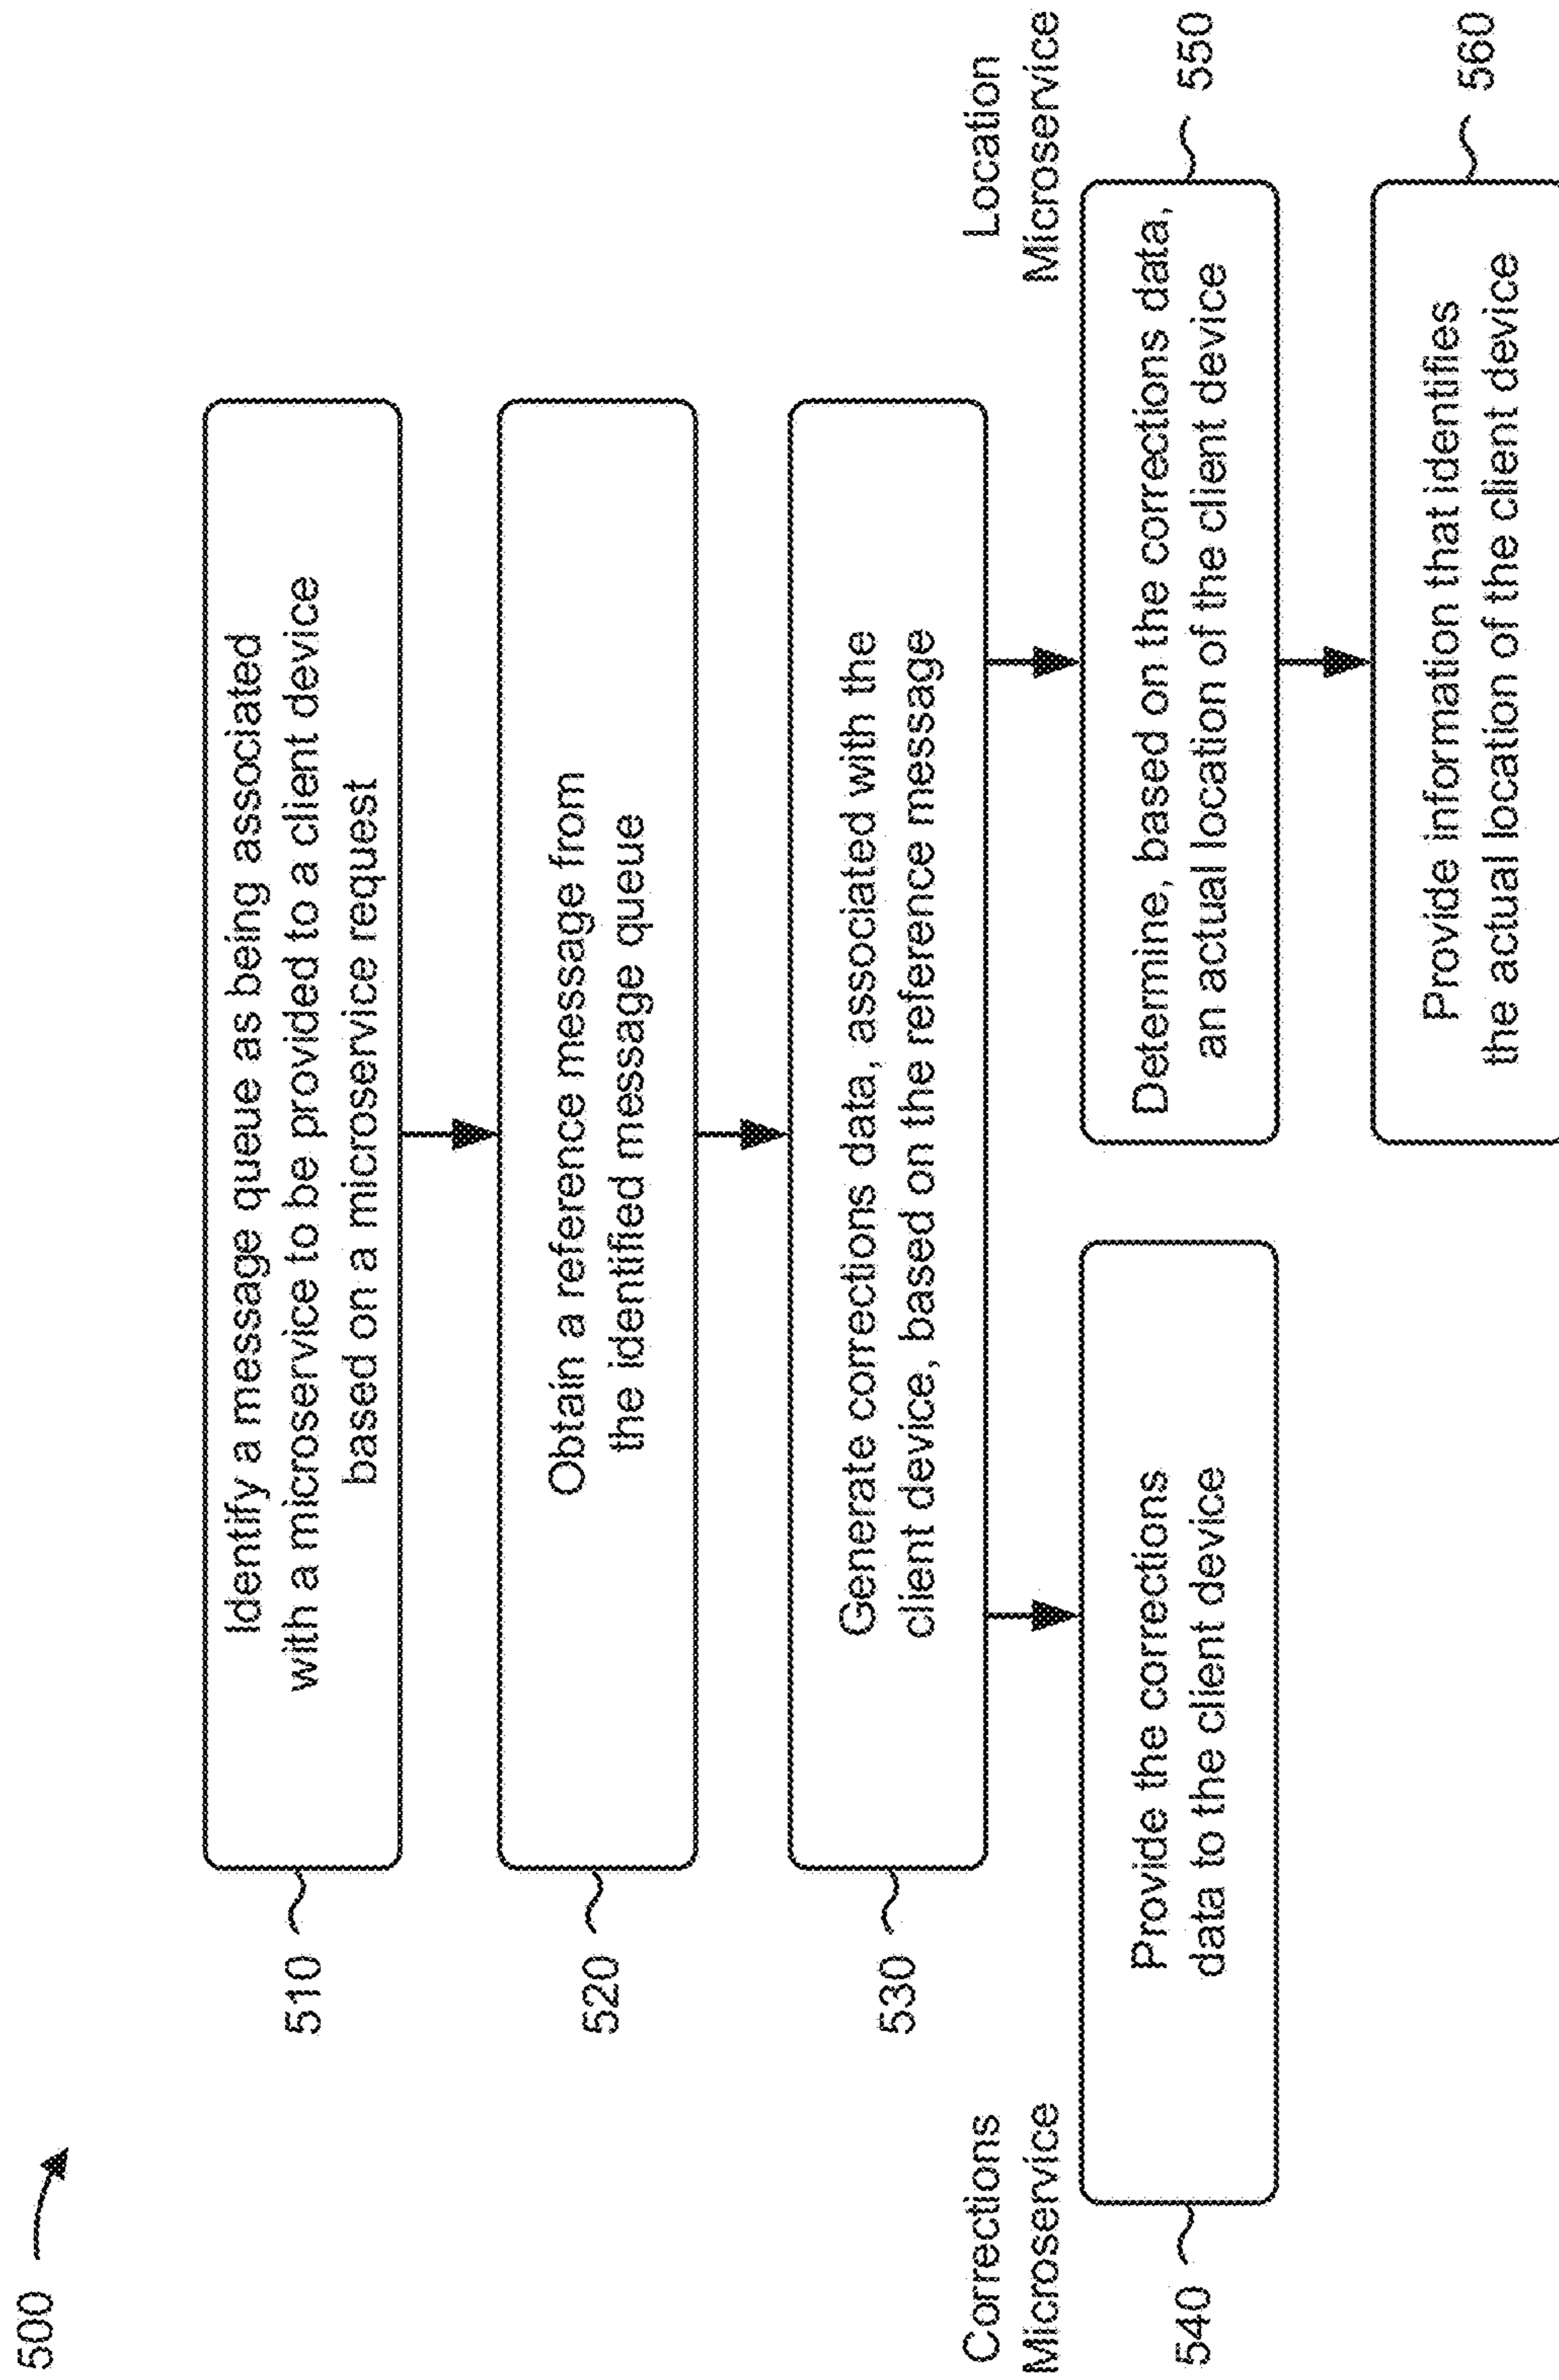 500
510
Identify a message queue as being associated
with a microservice to be provided to a client device
based on a microservice request
520
Obtain a reference message from
the identified message queue
530
Generate corrections data, associated with the
client device, based on the reference message
Corrections
Microservice
540
Provide the corrections
data to the client device
Location
Microservice
550
Determine, based on the corrections data,
an actual location of the client device
560
Provide information that identifies
the actual location of the client device